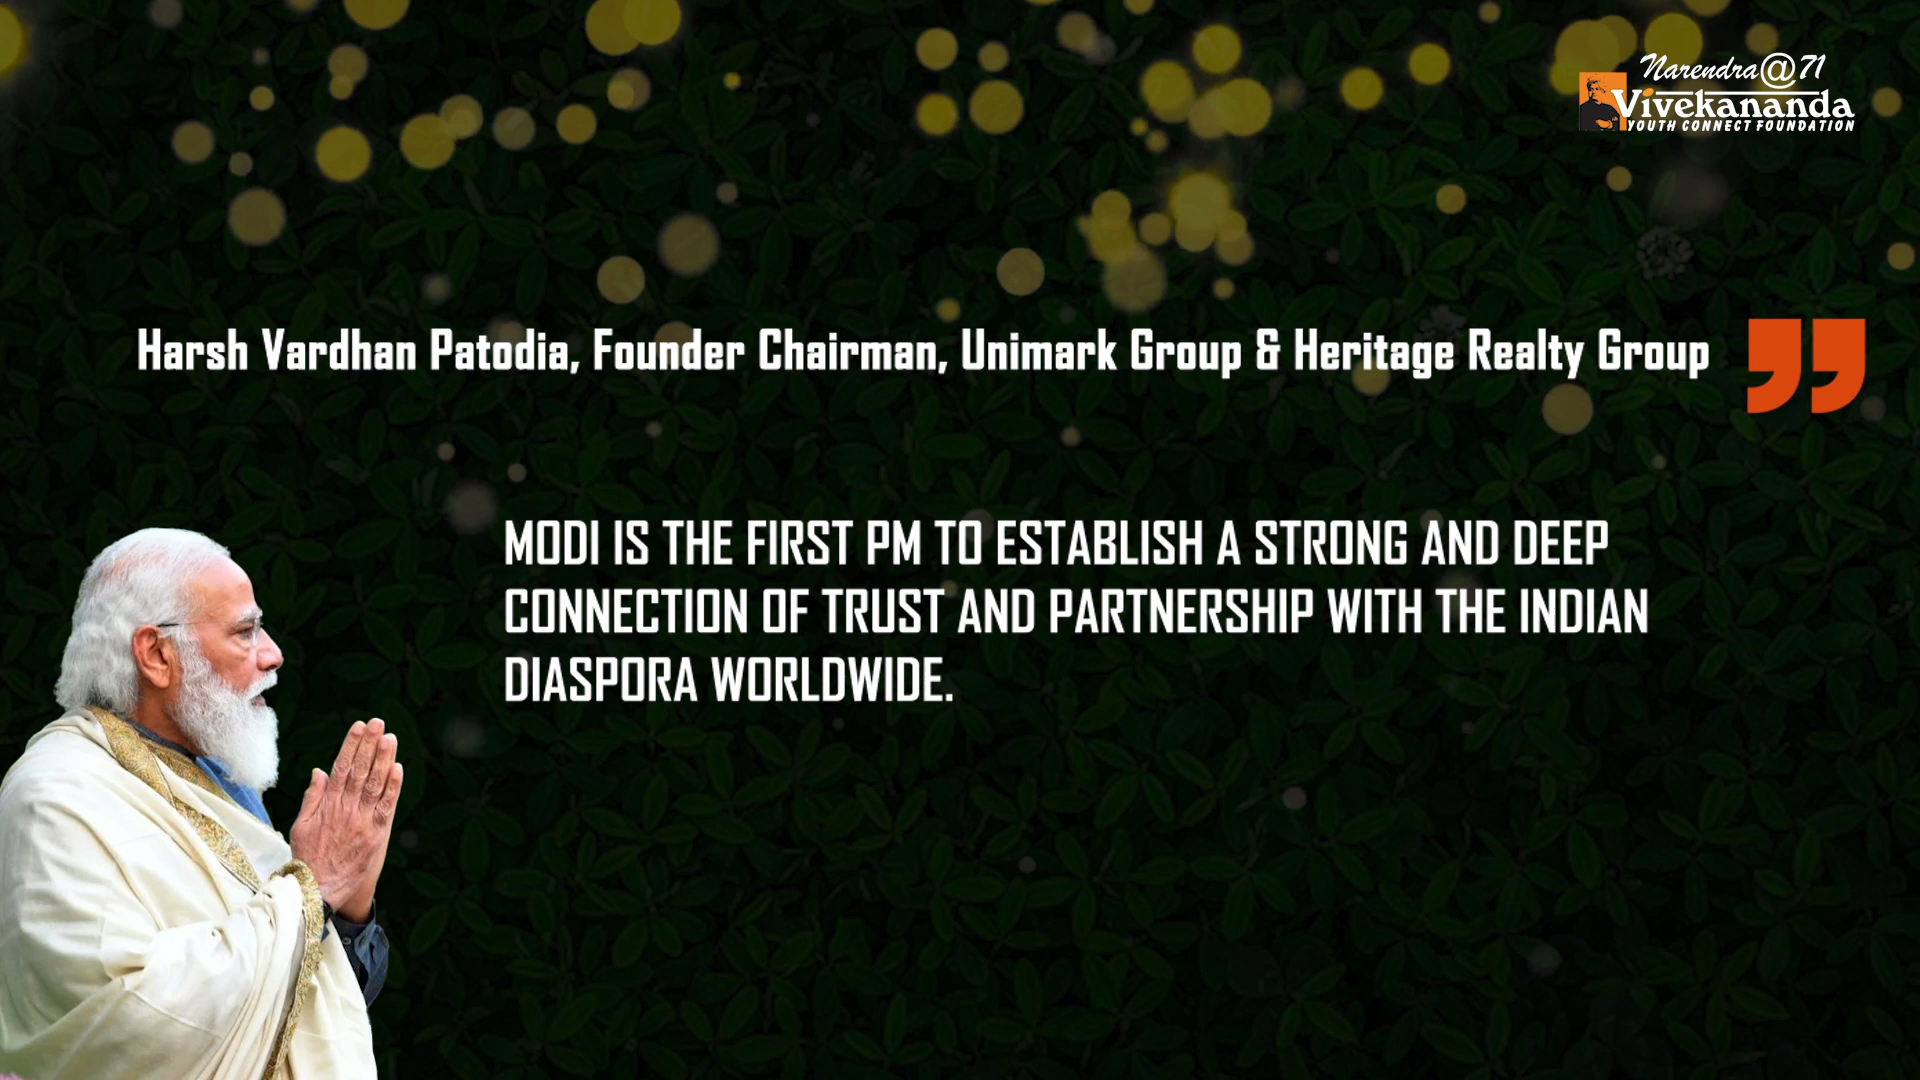 Narendra@71
Vivekananda
YOUTH CONNECT FOUNDATION
Harsh Vardhan Patodia, Founder Chairman, Unimark Group & Heritage Realty Group
”
MODI IS THE FIRST PM TO ESTABLISH A STRONG AND DEEP
CONNECTION OF TRUST AND PARTNERSHIP WITH THE INDIAN
DIASPORA WORLDWIDE.